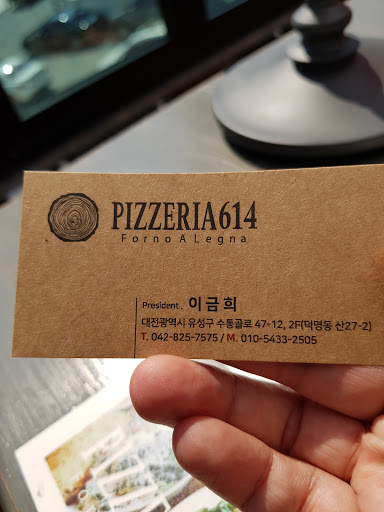 PIZZERIA614
Forno A Legna
President . 이금희
대전광역시 유성구 수통골로 47-12, 2F(덕명동 산27-2)
T. 042-825-7575 / M. 010-5433-2505